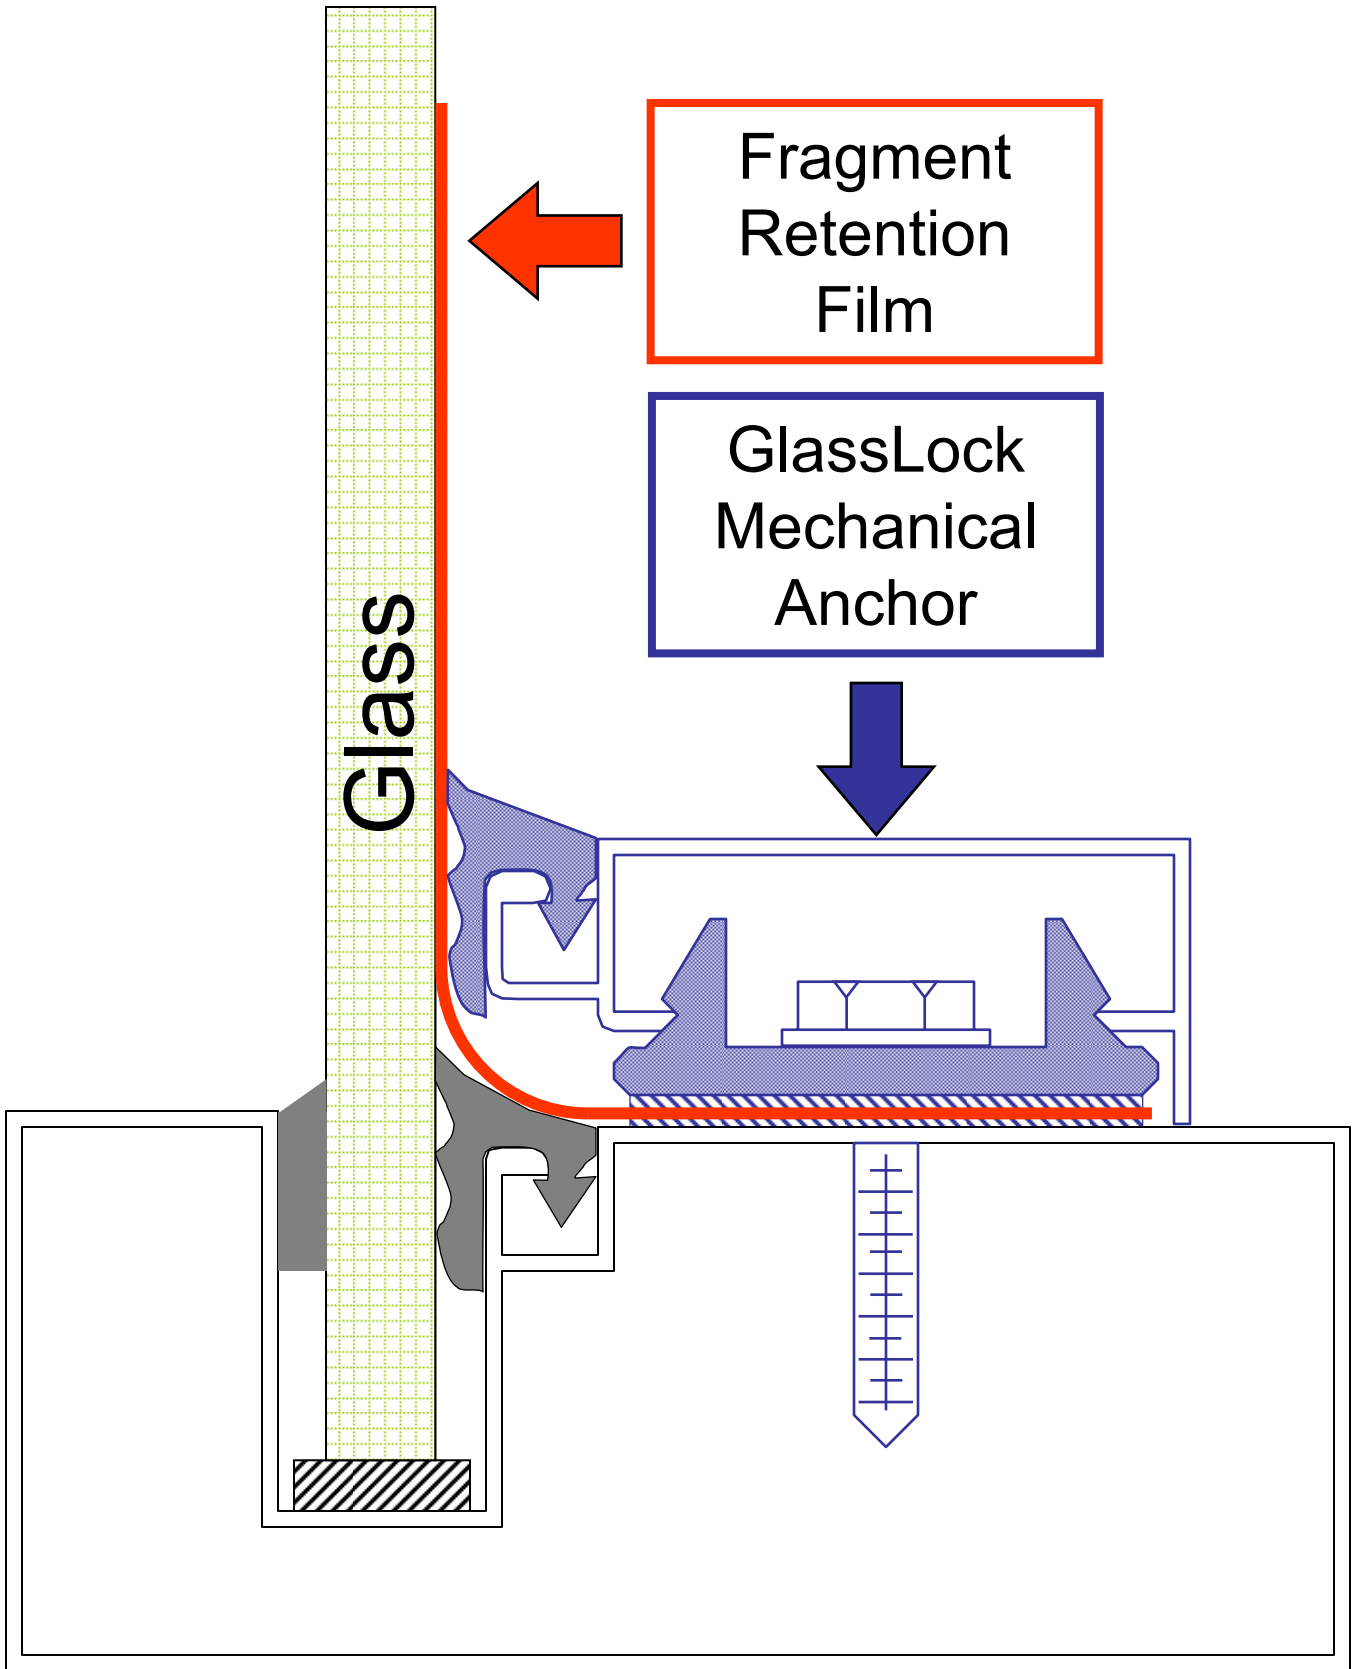 Fragment
Retention
Film
GlassLock
Mechanical
Anchor
Glass